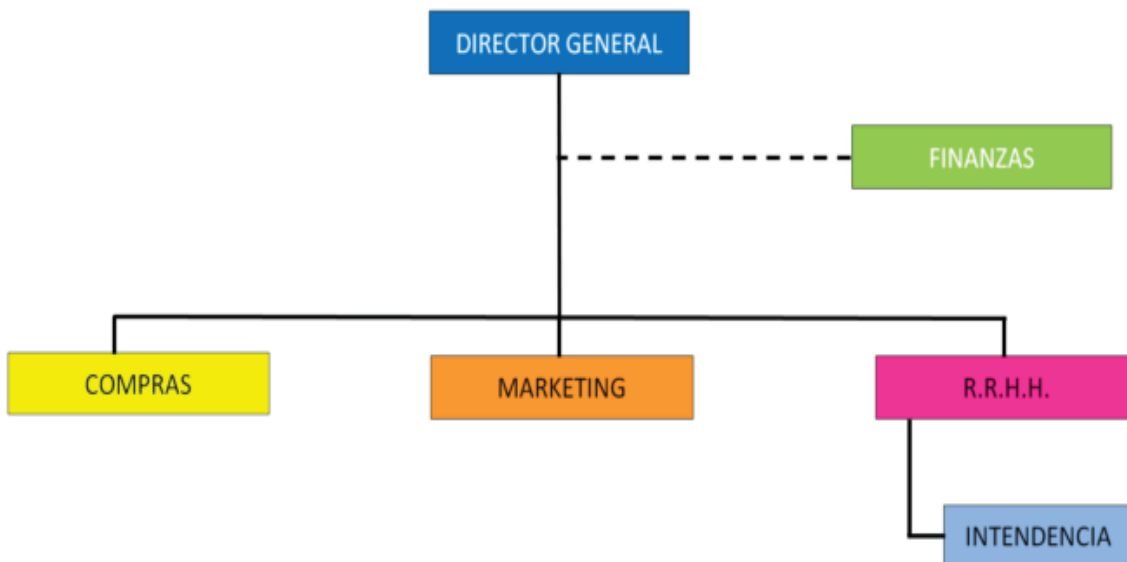 DIRECTOR GENERAL
FINANZAS
COMPRAS
MARKETING
R.R.H.H.
INTENDENCIA